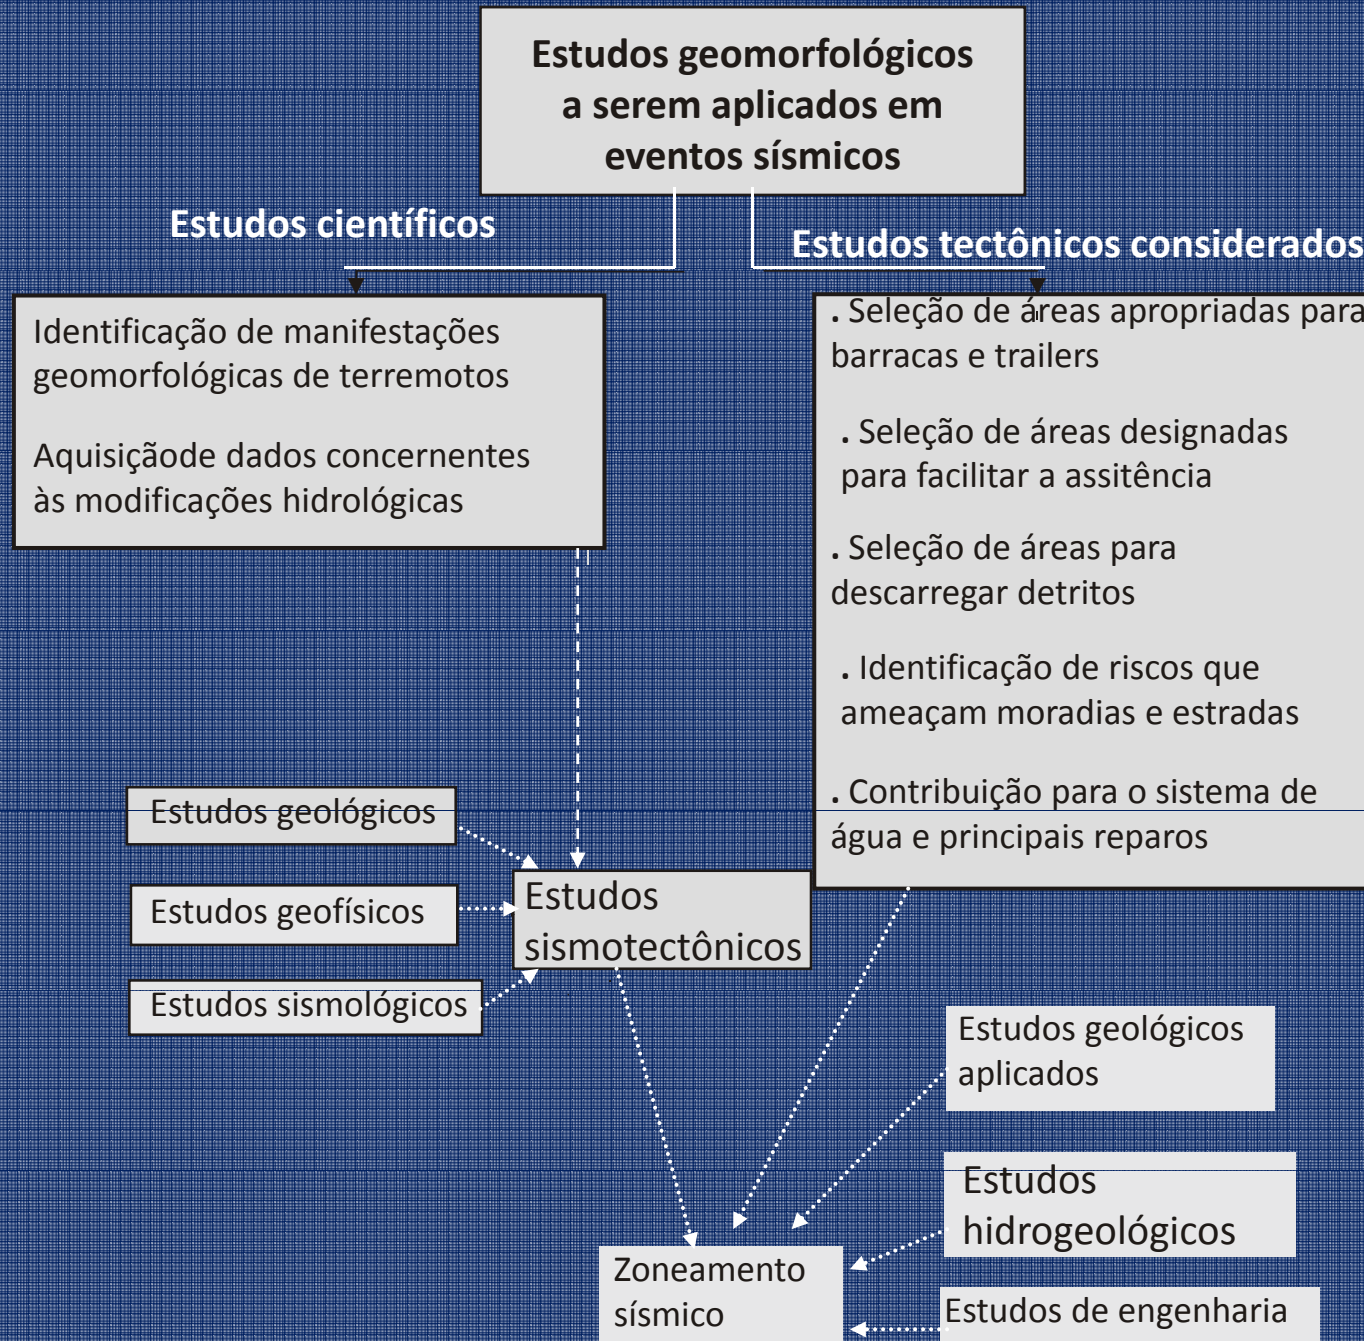 Estudos geomorfológicos
a serem aplicados em
eventos sísmicos
Estudos científicos
Estudos tectônicos considerados
Identificação de manifestações
geomorfológicas de terremotos
Aquisiçãode dados concernentes
às modificações hidrológicas
. Seleção de áreas apropriadas para
barracas e trailers
. Seleção de áreas designadas
para facilitar a assitência
. Seleção de áreas para
descarregar detritos
. Identificação de riscos que
ameaçam moradias e estradas
. Contribuição para o sistema de
água e principais reparos
Estudos geológicos
Estudos geofísicos
Estudos sismológicos
Estudos
sismotectônicos
Estudos geológicos
aplicados
Estudos
hidrogeológicos
Estudos de engenharia
Zoneamento
sísmico